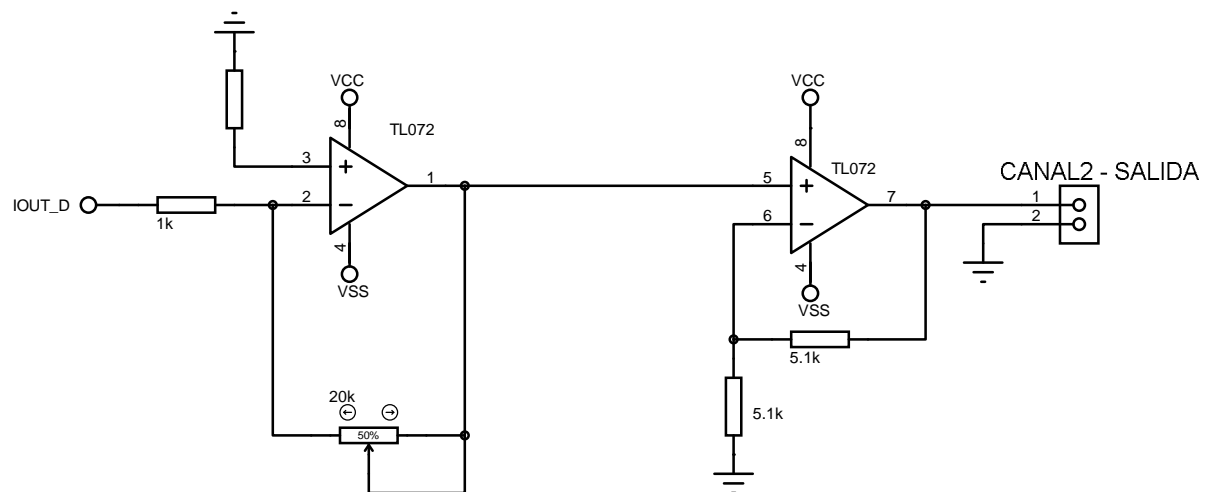 VCC
8
TL072
3
+
1
IOUT_D
1k
2
−
4
VSS
20k
50%
VCC
8
TL072
5
+
7
6
−
4
VSS
5.1k
5.1k
CANAL2 - SALIDA
1
2